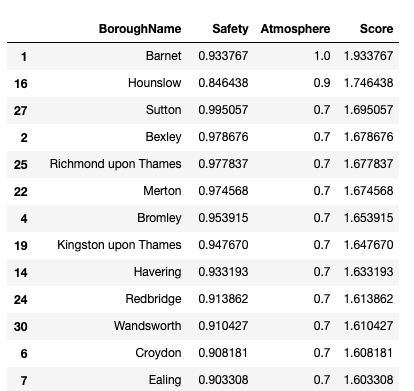 BoroughName Safety Atmosphere Score
1 Barnet 0.933767 1.0 1.933767
16 Hounslow 0.846438 0.9 1.746438
27 Sutton 0.995057 0.7 1.695057
2 Bexley 0.978676 0.7 1.678676
25 Richmond upon Thames 0.977837 0.7 1.677837
22 Merton 0.974568 0.7 1.674568
4 Bromley 0.953915 0.7 1.653915
19 Kingston upon Thames 0.947670 0.7 1.647670
14 Havering 0.933193 0.7 1.633193
24 Redbridge 0.913862 0.7 1.613862
30 Wandsworth 0.910427 0.7 1.610427
6 Croydon 0.908181 0.7 1.608181
7 Ealing 0.903308 0.7 1.603308